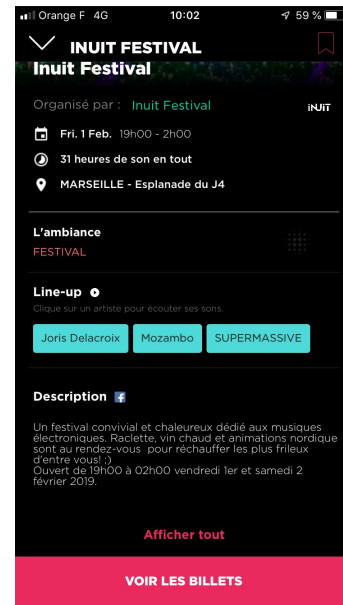 Orange F 4G 10:02 59 %
INUIT FESTIVAL
Inuit Festival
Organisé par : Inuit Festival
iNUiT
Fri. 1 Feb. 19h00 - 2h00
31 heures de son en tout
MARSEILLE - Esplanade du J4
L'ambiance
FESTIVAL
Line-up
Clique sur un artiste pour écouter ses sons.
Joris Delacroix Mozambo SUPERMASSIVE
Description
Un festival convivial et chaleureux dédié aux musiques
électroniques. Raclette, vin chaud et animations nordique
sont au rendez-vous pour réchauffer les plus frileux
d'entre vous! ;)
Ouvert de 19h00 à 02h00 vendredi 1er et samedi 2
février 2019.
Afficher tout
VOIR LES BILLETS